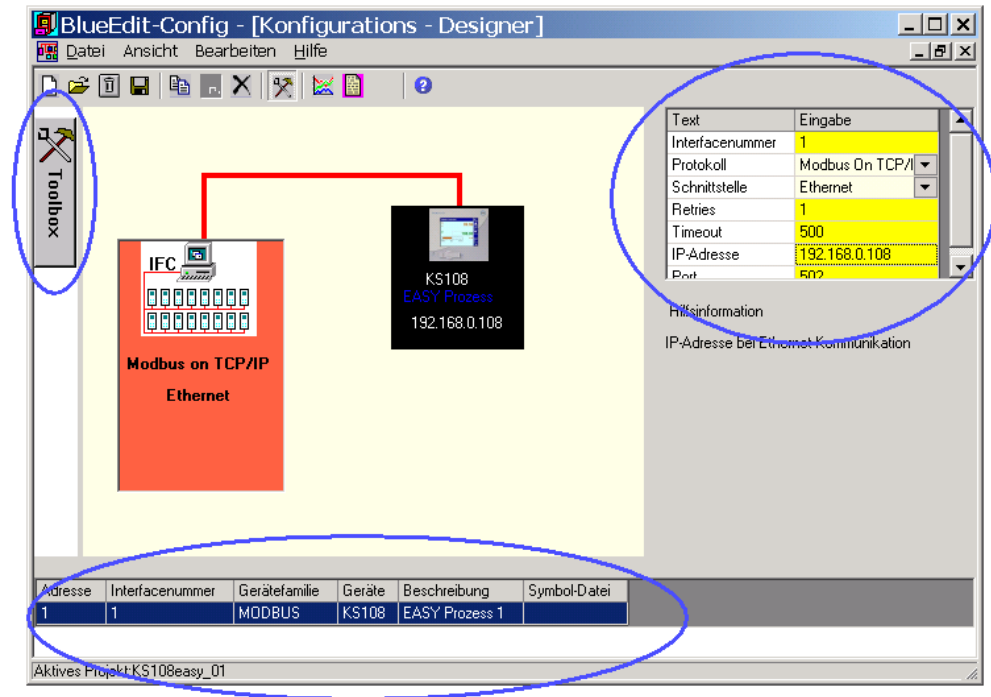 BlueEdit-Config - [Konfigurations - Designer]
Datei Ansicht Bearbeiten Hilfe
Toolbox
IFC
Modbus on TCP/IP
Ethernet
KS108
EASY Prozess
192.168.0.108
Text Eingabe
Interfacenummer 1
Protokoll Modbus On TCP/I
Schnittstelle Ethernet
Retries 1
Timeout 500
IP-Adresse 192.168.0.108
Port 502
Hilfsinformation
IP-Adresse bei Ethernet Kommunikation
Adresse Interfacenummer Gerätefamilie Geräte Beschreibung Symbol-Datei
1 1 MODBUS KS108 EASY Prozess 1
Aktives Projekt:KS108easy_01